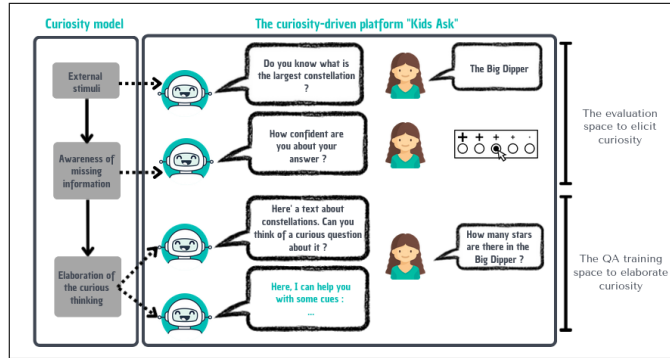 Curiosity model
The curiosity-driven platform "Kids Ask"
External
stimuli
Do you know what is
the largest constellation
?
The Big Dipper
Awareness of
missing
information
How confident are
you about your
answer ?
+ + + + -
The evaluation
space to elicit
curiosity
Elaboration of
the curious
thinking
Here' a text about
constellations. Can you
think of a curious question
about it ?
How many stars
are there in the
Big Dipper ?
Here, I can help you
with some cues :
...
The QA training
space to elaborate
curiosity